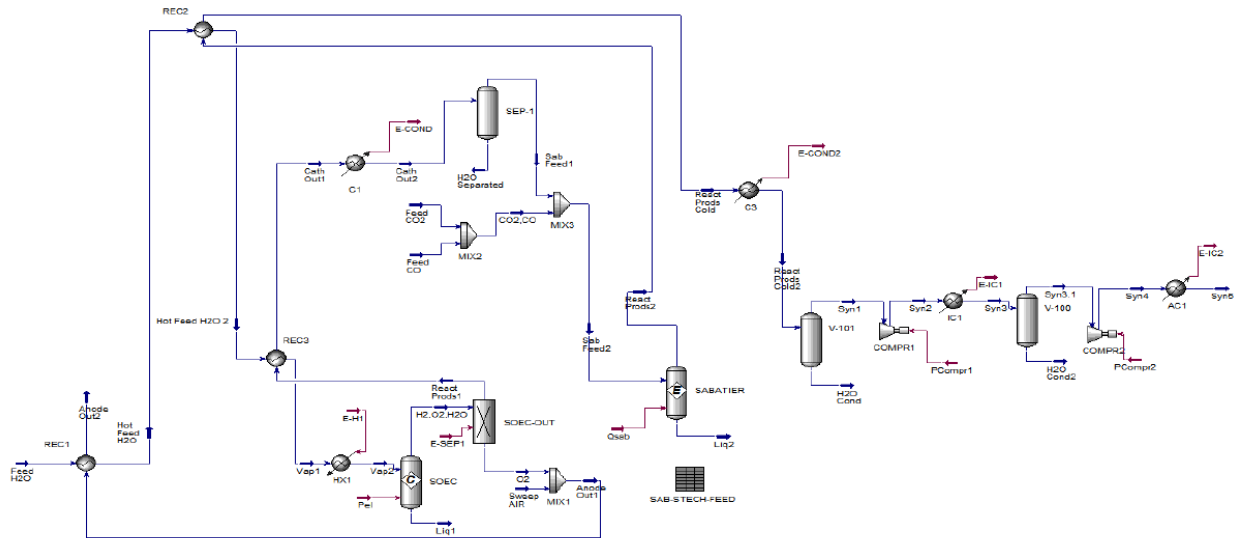 REC2
SEP-1
E-COND
Cath
Out1
C1
Cath
Out2
H2O
Separated
Sab
Feed1
E-COND2
React
Prods
Cold
C3
Feed
CO2
CO2,CO
MIX3
MIX2
Feed
CO
React
Prods
Cold2
E-IC1
E-IC2
React
Prods2
Hot Feed H2O 2
Syn1
Syn2
IC1
Syn3
Syn3.1
V-100
Syn4
AC1
V-101
COMPR1
COMPR2
Sab
Feed2
REC3
PCompr1
H2O
Cond2
PCompr2
H2O
Cond
React
Prods1
SABATIER
E
Anode
Out2
Hot
Feed
H2O
H2,O2,H2O
E-H1
SOEC-OUT
Qsab
E-SEP1
Liq2
REC1
Feed
H2O
Vap1
Vap2
HX1
C
SOEC
O2
Sweep
AIR
MIX1
Anode
Out1
SAB-STECH-FEED
Pel
Liq1